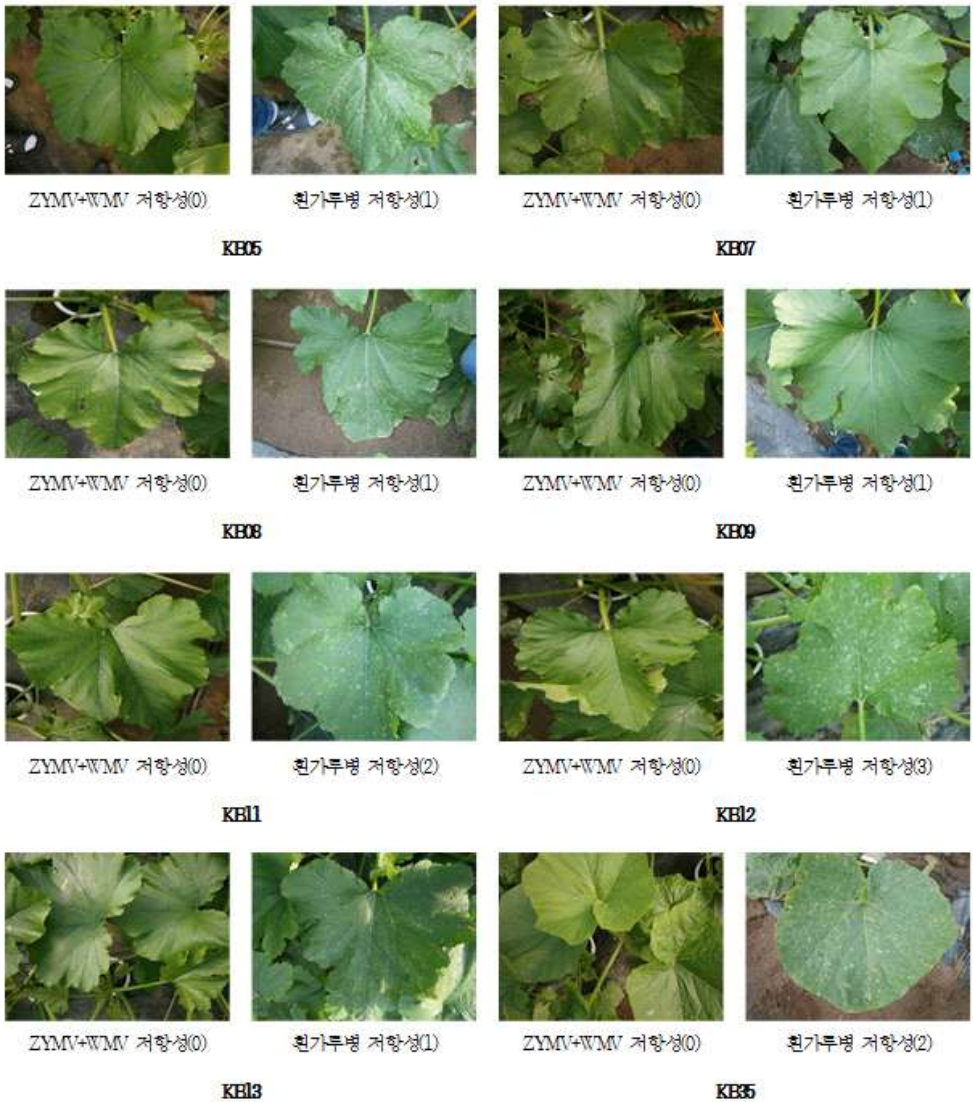 ZYMV+WMV 저항성(0) 흰가루병 저항성(1) ZYMV+WMV 저항성(0) 흰가루병 저항성(1)
KB05 KB07
ZYMV+WMV 저항성(0) 흰가루병 저항성(1) ZYMV+WMV 저항성(0) 흰가루병 저항성(1)
KB08 KB09
ZYMV+WMV 저항성(0) 흰가루병 저항성(2) ZYMV+WMV 저항성(0) 흰가루병 저항성(3)
KB11 KB12
ZYMV+WMV 저항성(0) 흰가루병 저항성(1) ZYMV+WMV 저항성(0) 흰가루병 저항성(2)
KB13 KB35